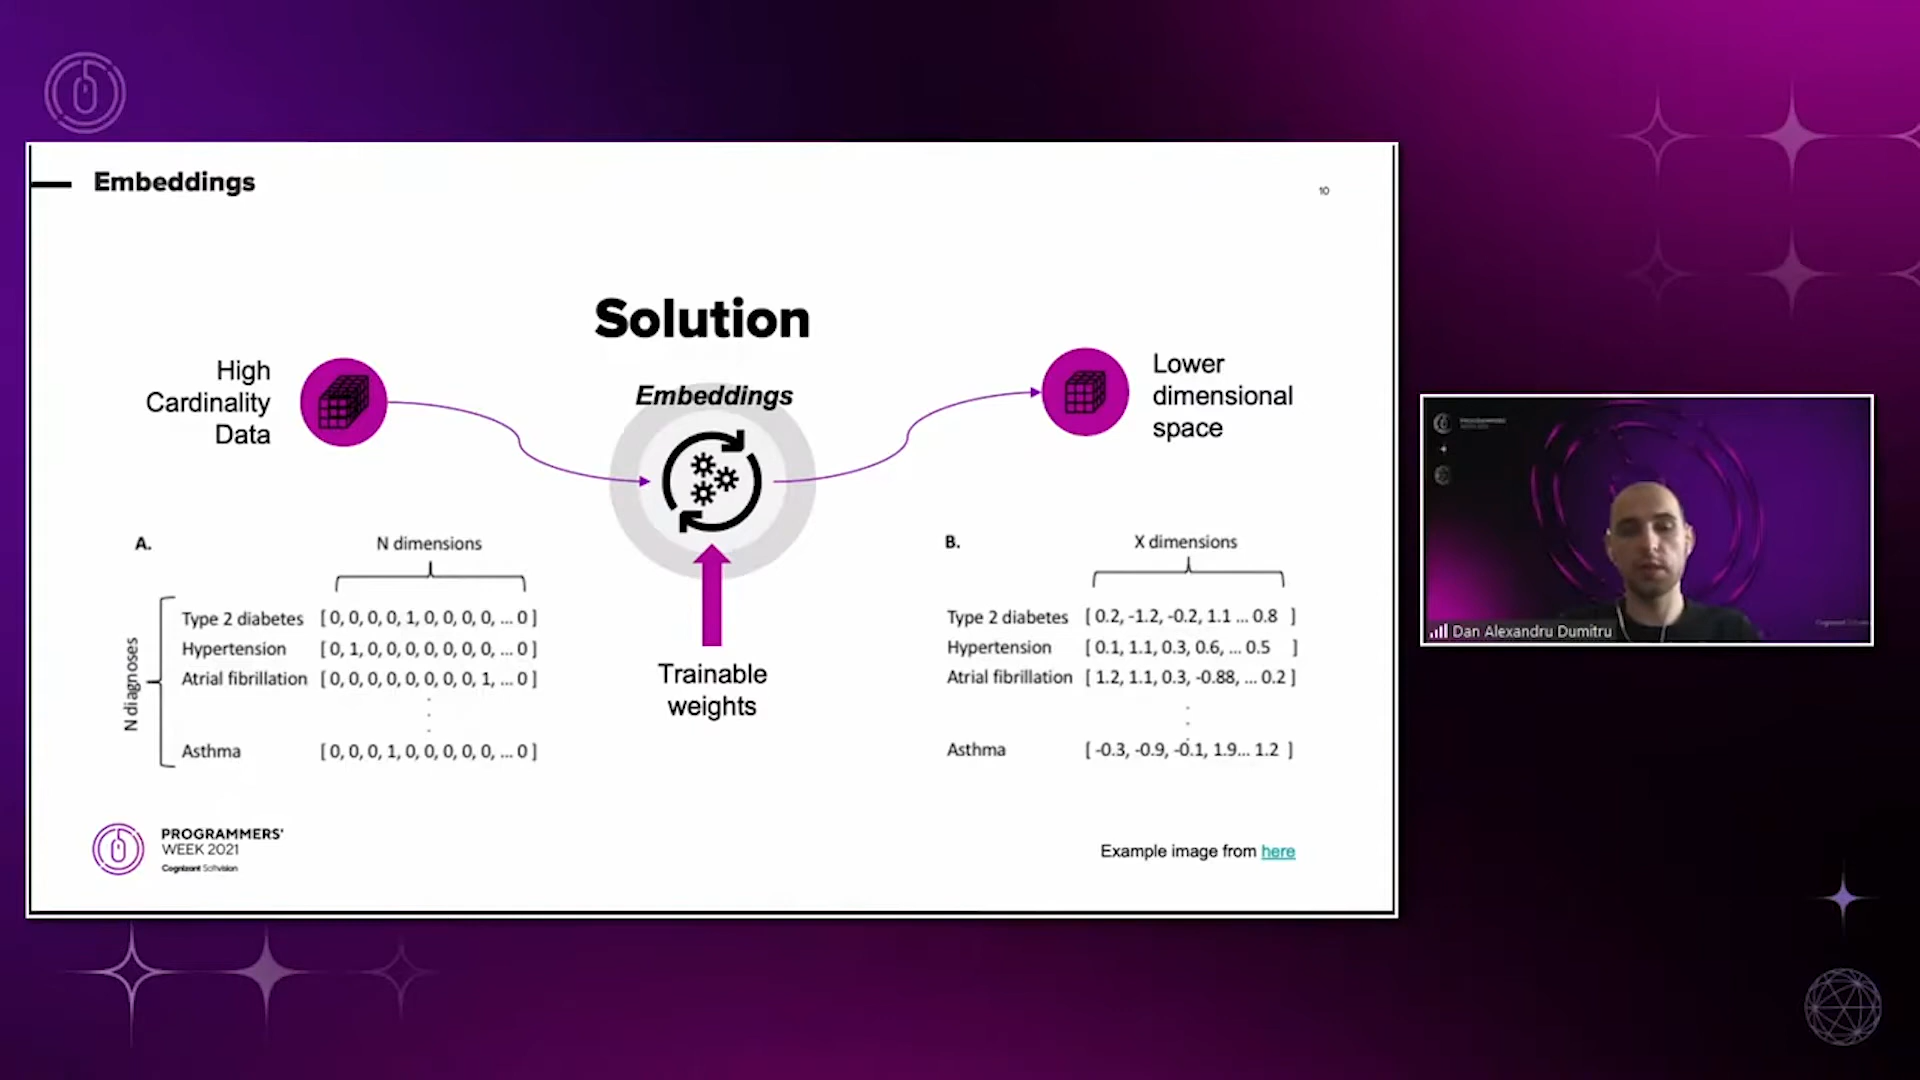 Embeddings
10
Solution
High
Cardinality
Data
Embeddings
Lower
dimensional
space
Trainable
weights
A.
N dimensions
N diagnoses
Type 2 diabetes [ 0, 0, 0, 0, 1, 0, 0, 0, 0, ... 0 ]
Hypertension [ 0, 1, 0, 0, 0, 0, 0, 0, 0, ... 0 ]
Atrial fibrillation [ 0, 0, 0, 0, 0, 0, 0, 0, 1, ... 0 ]
Asthma [ 0, 0, 0, 1, 0, 0, 0, 0, 0, ... 0 ]
B.
X dimensions
Type 2 diabetes [ 0.2, -1.2, -0.2, 1.1 ... 0.8 ]
Hypertension [ 0.1, 1.1, 0.3, 0.6, ... 0.5 ]
Atrial fibrillation [ 1.2, 1.1, 0.3, -0.88, ... 0.2 ]
Asthma [ -0.3, -0.9, -0.1, 1.9... 1.2 ]
PROGRAMMERS'
WEEK 2021
Cognizant Softvision
Example image from here
Dan Alexandru Dumitru